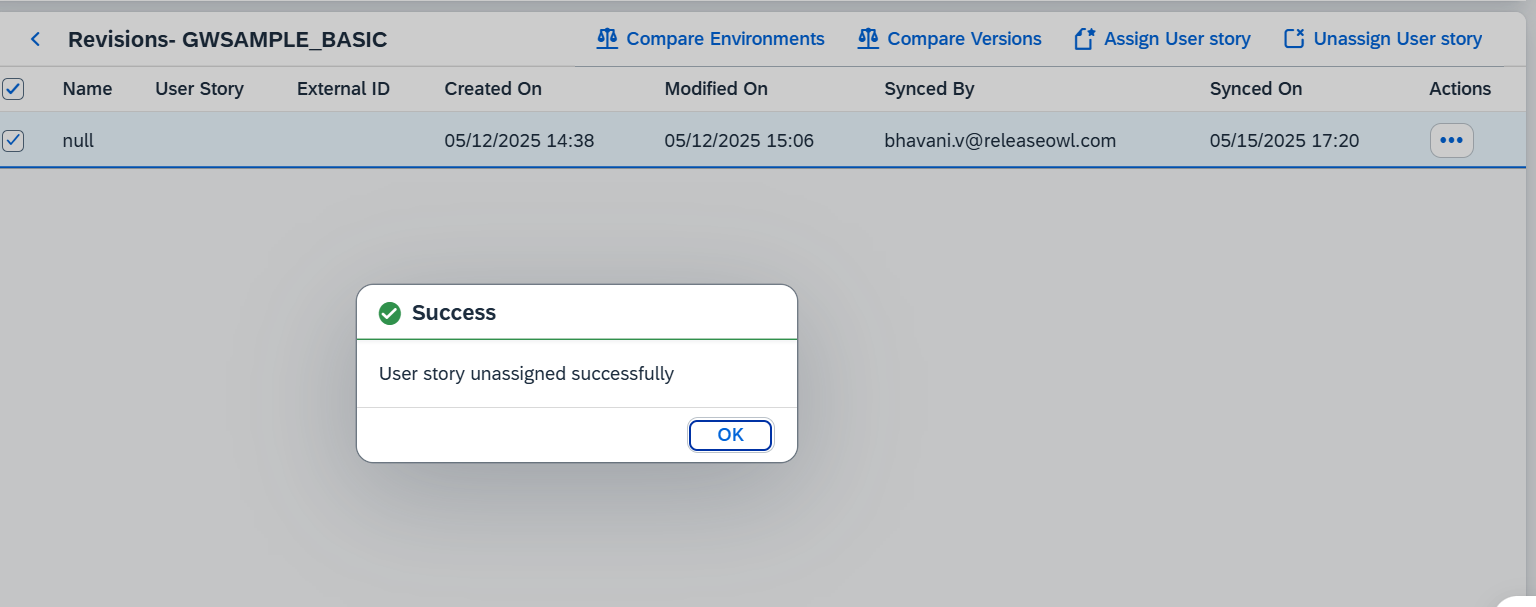 Revisions- GWSAMPLE_BASIC Compare Environments Compare Versions Assign User story Unassign User story
Name User Story External ID Created On Modified On Synced By Synced On Actions
null 05/12/2025 14:38 05/12/2025 15:06 bhavani.v@releaseowl.com 05/15/2025 17:20
Success
User story unassigned successfully
OK